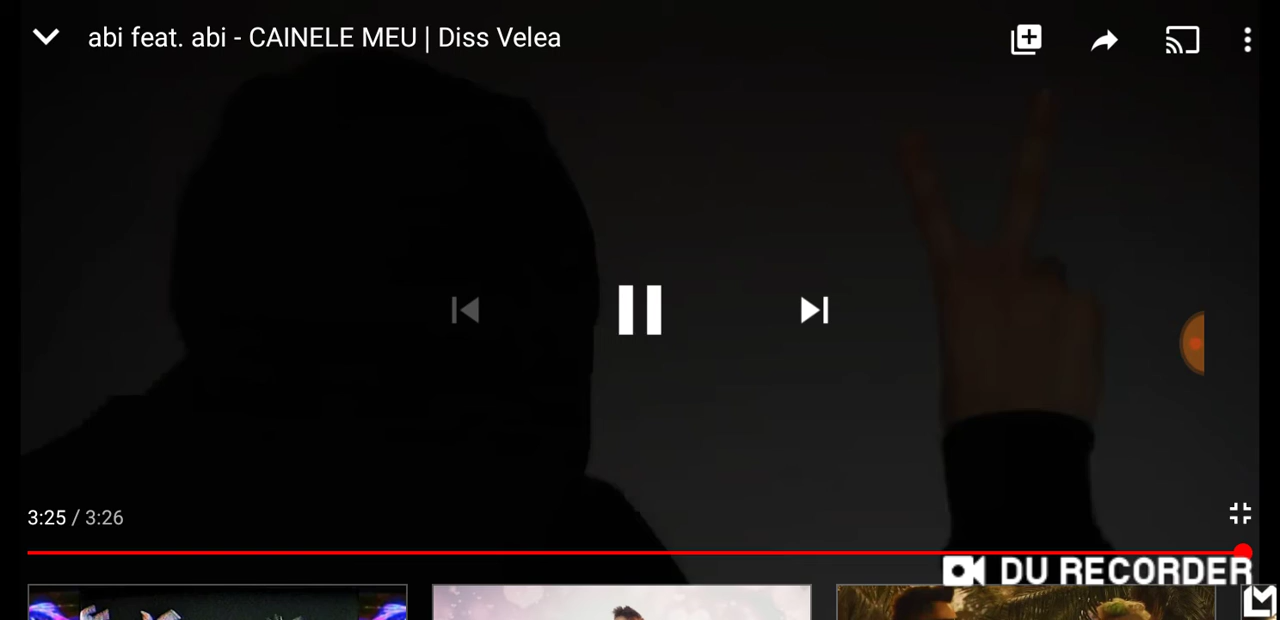 abi feat. abi - CAINELE MEU | Diss Velea
3:25 / 3:26
DU RECORDER